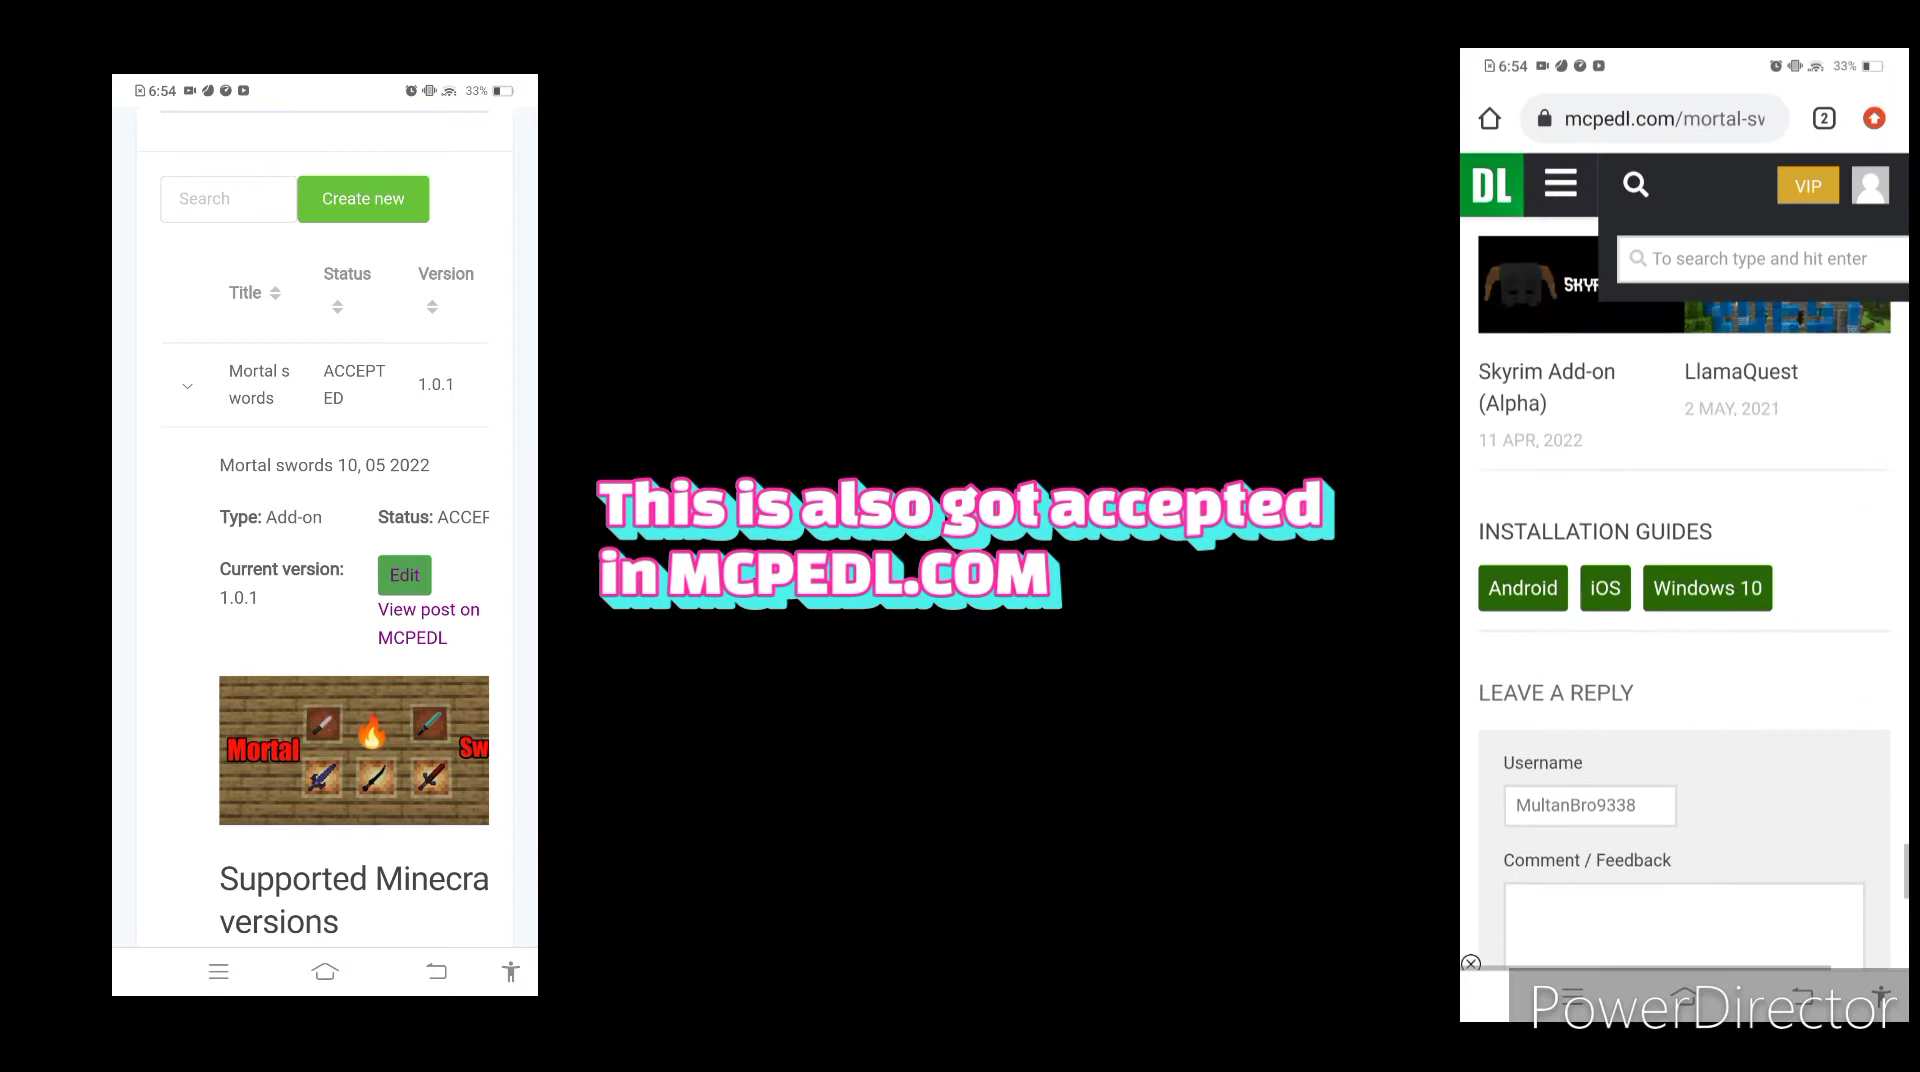 6:54
33%
Search
Create new
Title
Status
Version
Mortal s
words
ACCEPT
ED
1.0.1
Mortal swords 10, 05 2022
Type: Add-on
Status: ACCEP
Current version:
1.0.1
Edit
View post on
MCPEDL
Mortal
Sw
Supported Minecra
versions
This is also got accepted
in MCPEDL.COM
6:54
33%
mcpedl.com/mortal-sw
2
DL
VIP
To search type and hit enter
SKYR
Skyrim Add-on
(Alpha)
11 APR, 2022
LlamaQuest
2 MAY, 2021
INSTALLATION GUIDES
Android
iOS
Windows 10
LEAVE A REPLY
Username
MultanBro9338
Comment / Feedback
PowerDirector